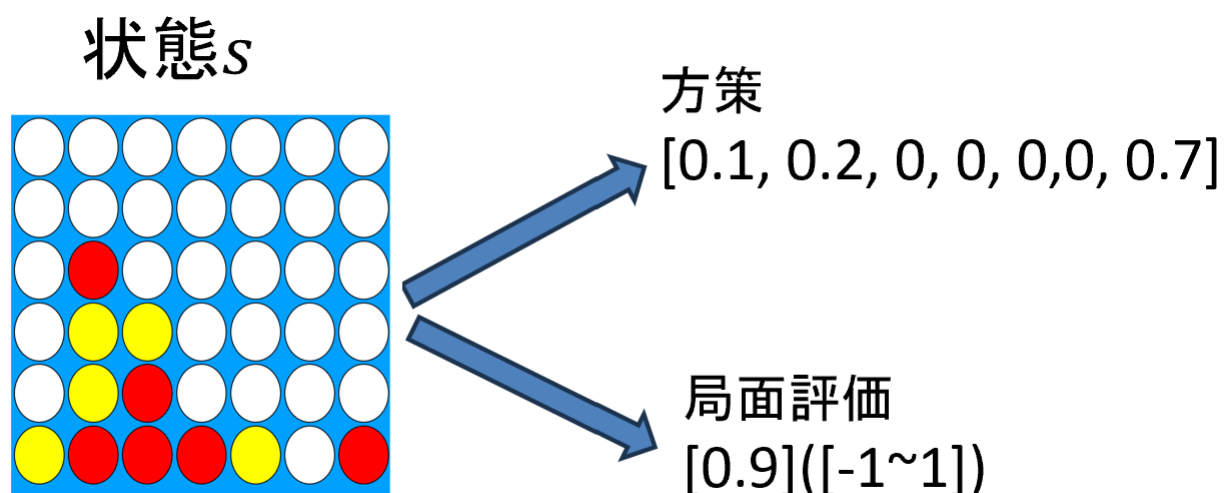 状態s
方策
[0.1, 0.2, 0, 0, 0,0, 0.7]
局面評価
[0.9]([-1~1])